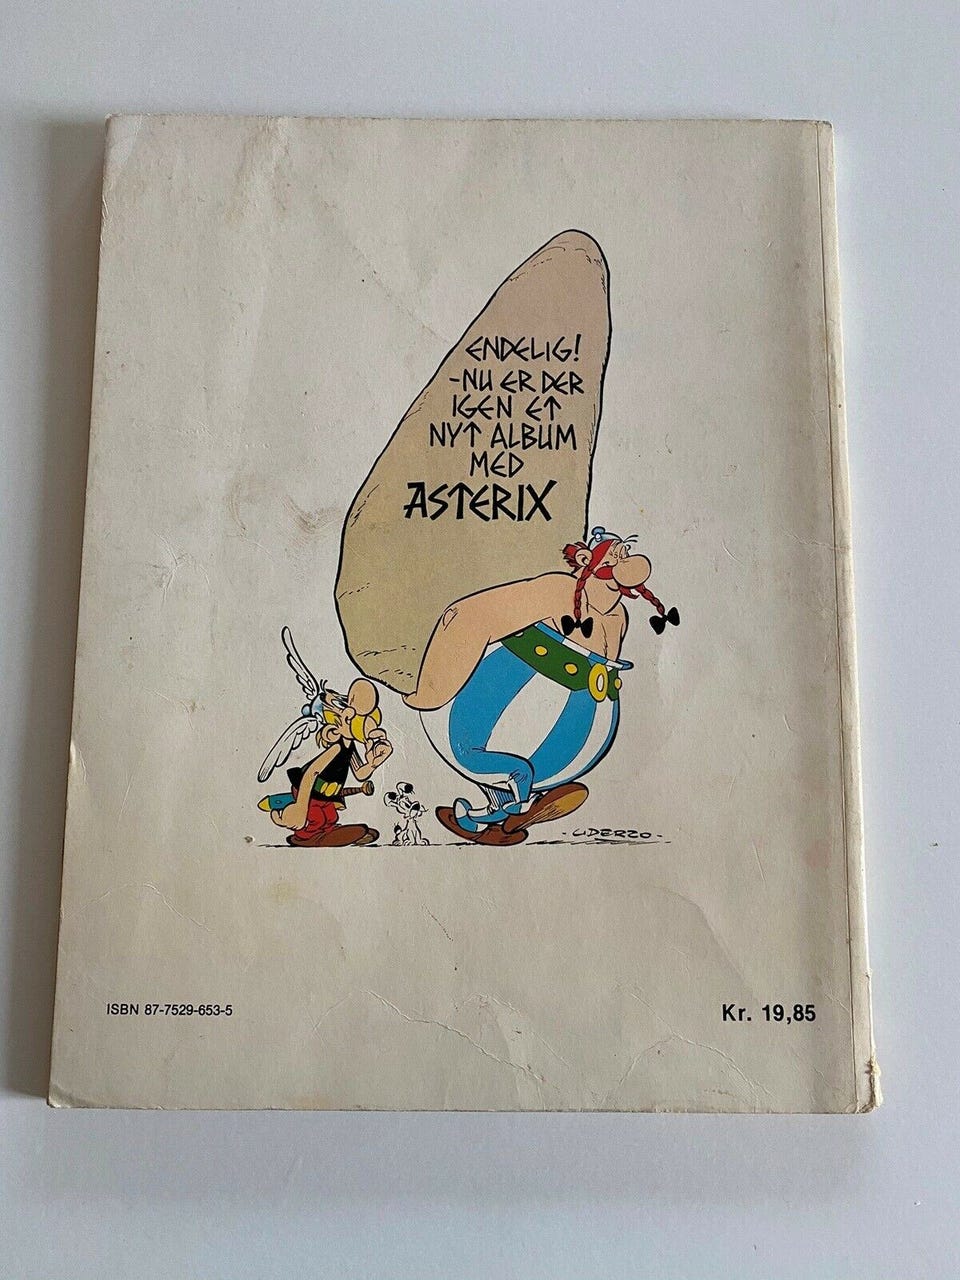 ENDELIG!
-NU ER DER
IGEN ET
NYT ALBUM
MED
ASTERIX
-UDERZO-
ISBN 87-7529-653-5
Kr. 19,85